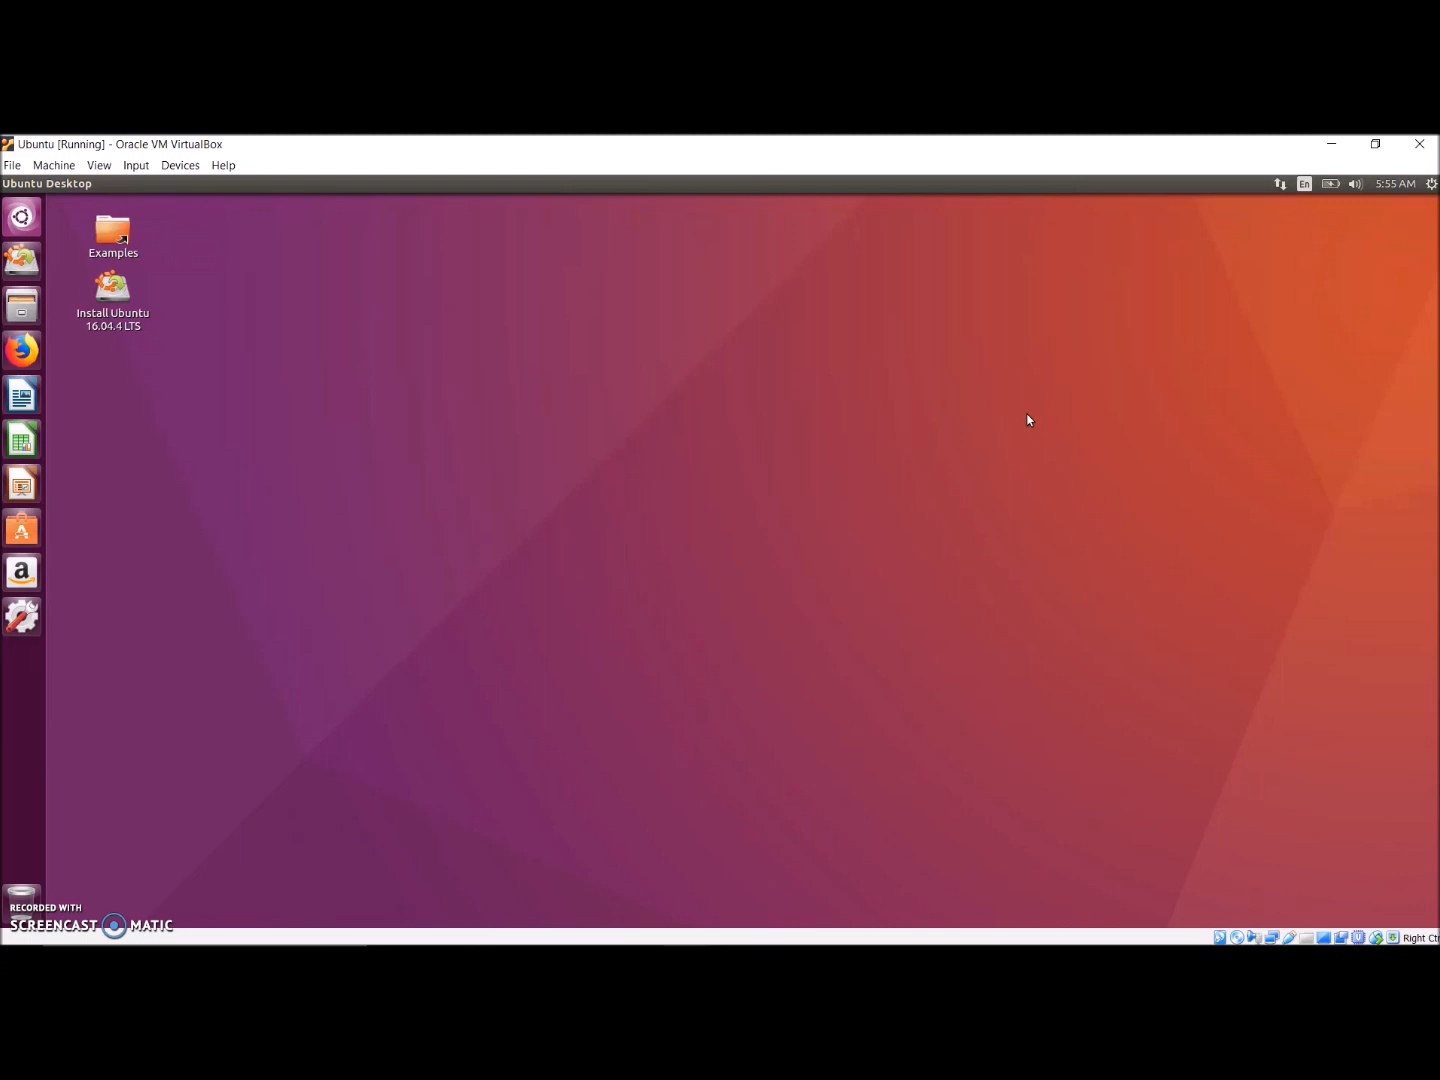 Ubuntu [Running] - Oracle VM VirtualBox
File Machine View Input Devices Help
Ubuntu Desktop En 5:55 AM
Examples
Install Ubuntu
16.04.4 LTS
a
RECORDED WITH
SCREENCAST MATIC
Right Ctr